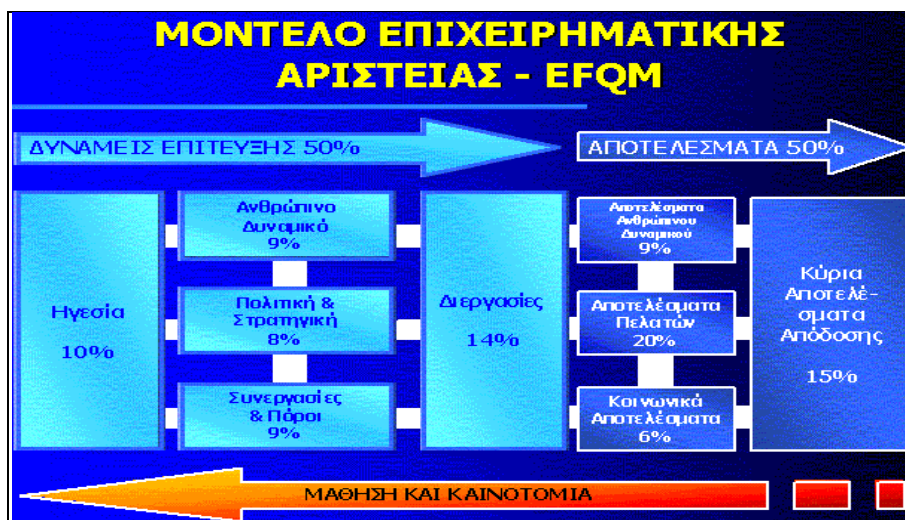 ΜΟΝΤΕΛΟ ΕΠΙΧΕΙΡΗΜΑΤΙΚΗΣ
ΑΡΙΣΤΕΙΑΣ - EFQM
ΔΥΝΑΜΕΙΣ ΕΠΙΤΕΥΞΗΣ 50%
ΑΠΟΤΕΛΕΣΜΑΤΑ 50%
Ηγεσία
10%
Ανθρώπινο
Δυναμικό
9%
Πολιτική &
Στρατηγική
8%
Συνεργασίες
& Πόροι
9%
Διεργασίες
14%
Αποτελέσματα
Ανθρώπινου
Δυναμικού
9%
Αποτελέσματα
Πελατών
20%
Κοινωνικά
Αποτελέσματα
6%
Κύρια
Αποτελέ-
σματα
Απόδοσης
15%
ΜΑΘΗΣΗ ΚΑΙ ΚΑΙΝΟΤΟΜΙΑ